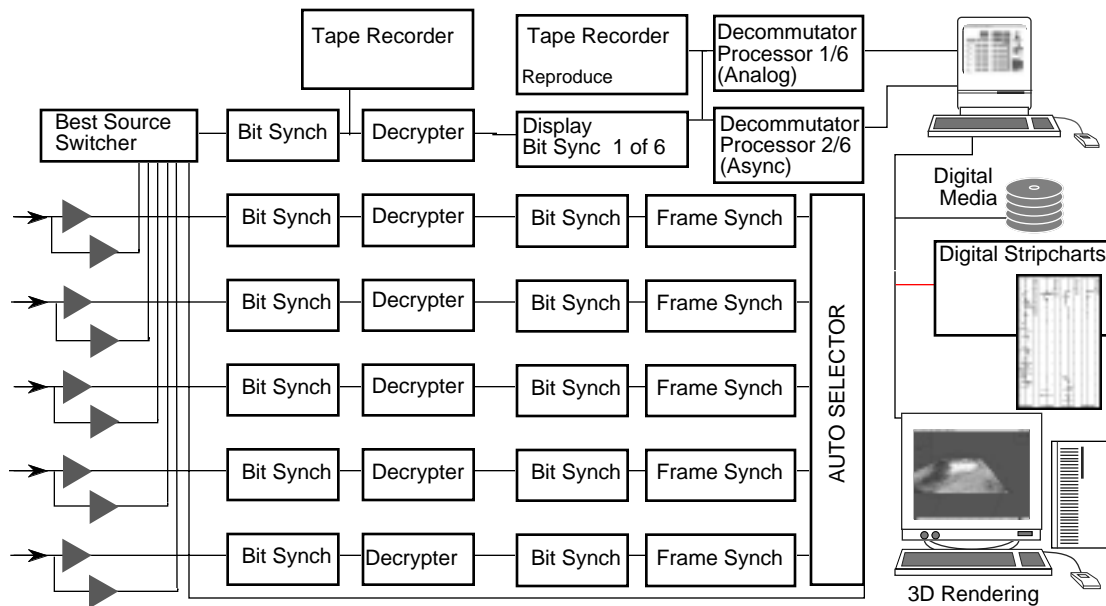 Tape Recorder
Tape Recorder
Reproduce
Decommutator
Processor 1/6
(Analog)
Best Source
Switcher
Bit Synch
Decrypter
Display
Bit Sync 1 of 6
Decommutator
Processor 2/6
(Async)
Digital
Media
Bit Synch
Decrypter
Bit Synch
Frame Synch
Digital Stripcharts
Bit Synch
Decrypter
Bit Synch
Frame Synch
AUTO SELECTOR
Bit Synch
Decrypter
Bit Synch
Frame Synch
Bit Synch
Decrypter
Bit Synch
Frame Synch
Bit Synch
Decrypter
Bit Synch
Frame Synch
3D Rendering